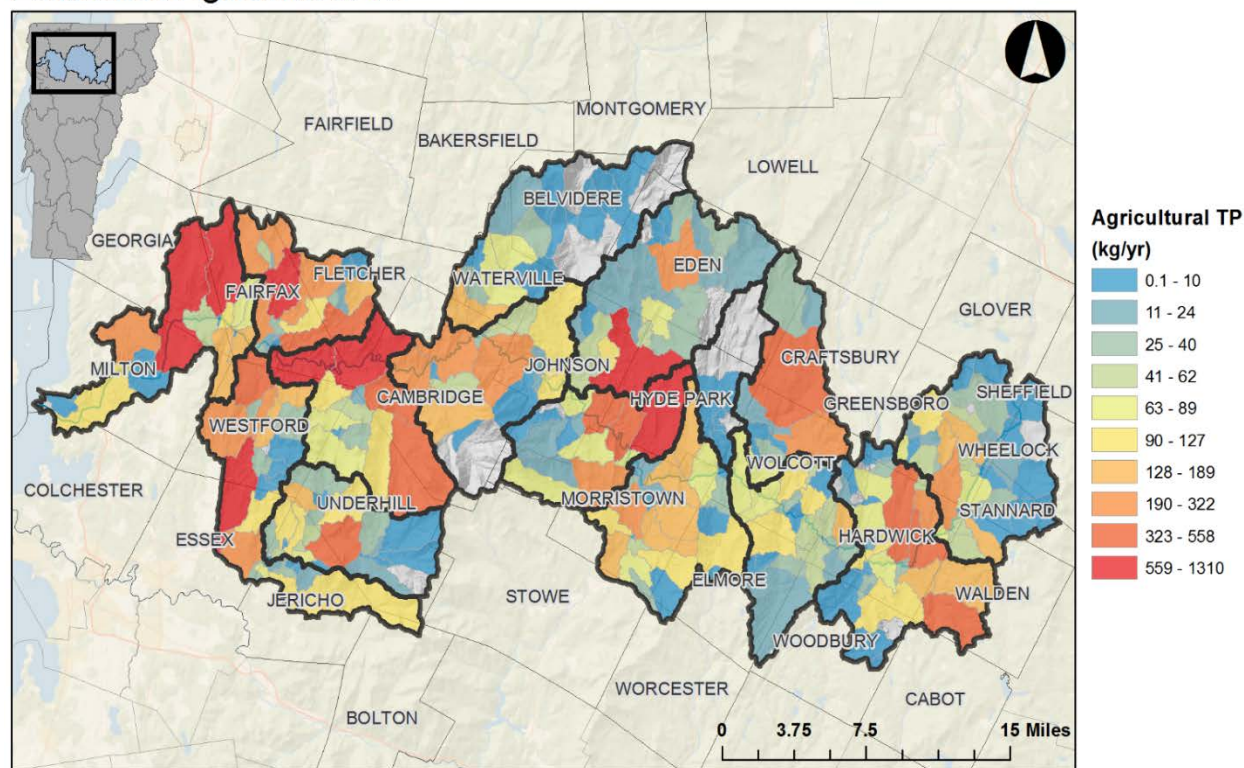 MONTGOMERY
FAIRFIELD
BAKERSFIELD
LOWELL
BELVIDERE
GEORGIA
EDEN
FLETCHER
WATERVILLE
FAIRFAX
GLOVER
CRAFTSBURY
JOHNSON
MILTON
SHEFFIELD
CAMBRIDGE
HYDE PARK
GREENSBORO
WESTFORD
WHEELOCK
WOLCOTT
COLCHESTER
UNDERHILL
MORRISTOWN
STANNARD
HARDWICK
ESSEX
ELMORE
JERICHO
STOWE
WALDEN
WOODBURY
WORCESTER
CABOT
BOLTON
0 3.75 7.5 15 Miles
Agricultural TP
(kg/yr)
0.1 - 10
11 - 24
25 - 40
41 - 62
63 - 89
90 - 127
128 - 189
190 - 322
323 - 558
559 - 1310